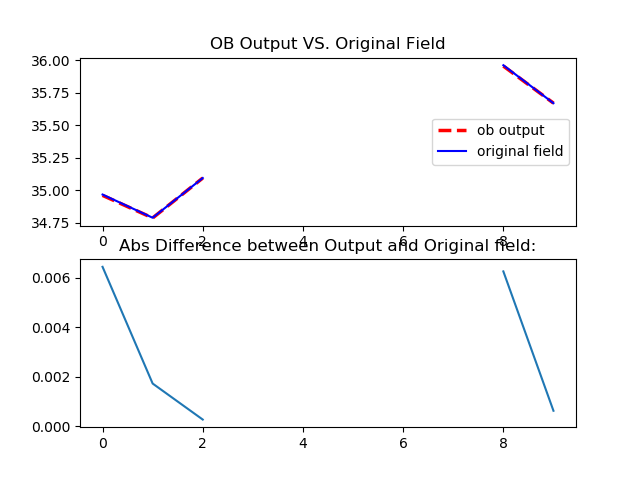 OB Output VS. Original Field
36.00
35.75
35.50
35.25
35.00
34.75
ob output
original field
0 2 4 6 8
Abs Difference between Output and Original field:
0.006
0.004
0.002
0.000
0 2 4 6 8